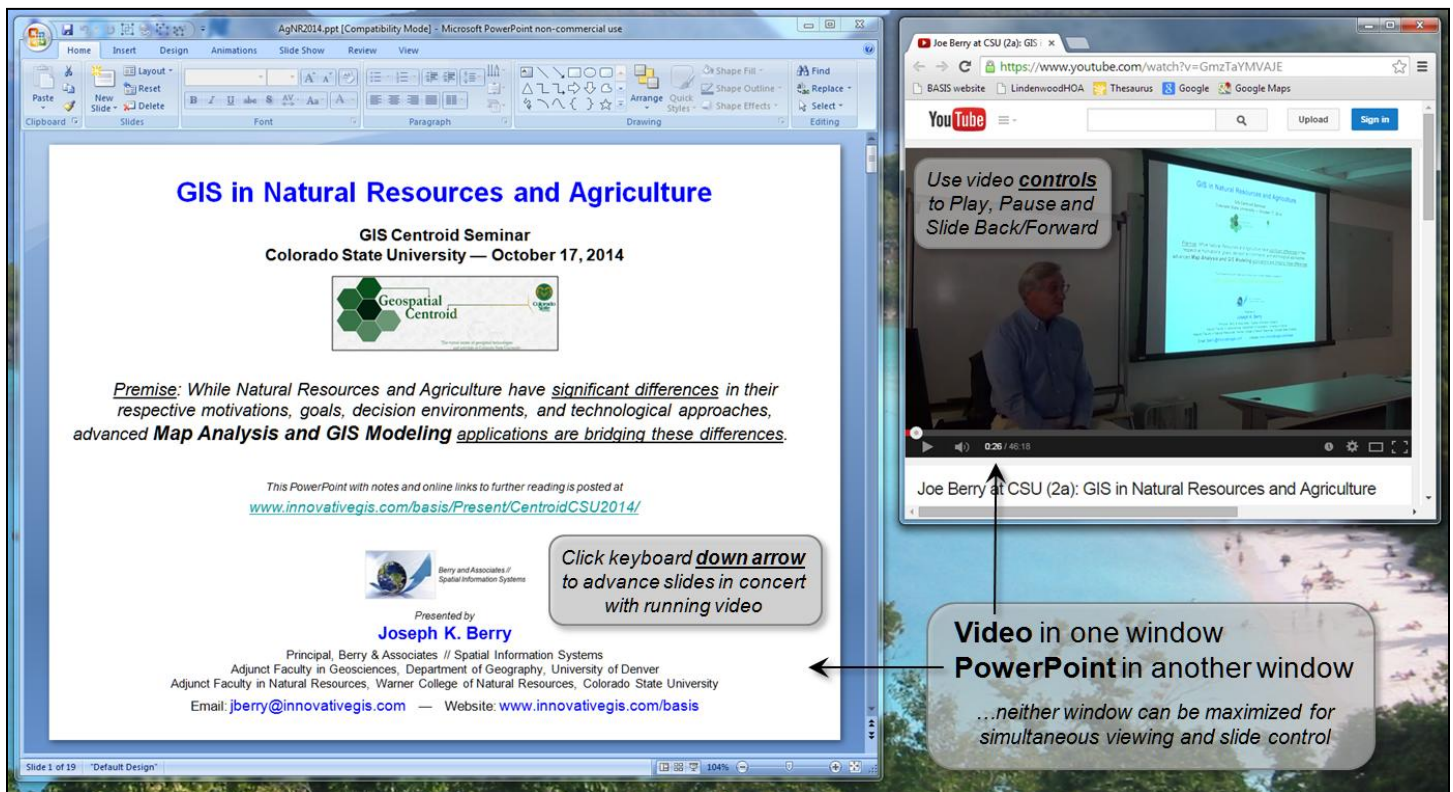 AgNR2014.ppt [Compatibility Mode] - Microsoft PowerPoint non-commercial use
Home Insert Design Animations Slide Show Review View
Paste
New Slide
Layout
Reset
Delete
B I U abc S AV Aa A
Arrange
Quick Styles
Shape Fill
Shape Outline
Shape Effects
Find
Replace
Select
Clipboard Slides Font Paragraph Drawing Editing
GIS in Natural Resources and Agriculture
GIS Centroid Seminar
Colorado State University — October 17, 2014
Geospatial
Centroid
Premise: While Natural Resources and Agriculture have significant differences in their
respective motivations, goals, decision environments, and technological approaches,
advanced Map Analysis and GIS Modeling applications are bridging these differences.
This PowerPoint with notes and online links to further reading is posted at
www.innovativegis.com/basis/Present/CentroidCSU2014/
Berry and Associates //
Spatial Information Systems
Presented by
Joseph K. Berry
Principal, Berry & Associates // Spatial Information Systems
Adjunct Faculty in Geosciences, Department of Geography, University of Denver
Adjunct Faculty in Natural Resources, Warner College of Natural Resources, Colorado State University
Email: jberry@innovativegis.com — Website: www.innovativegis.com/basis
Click keyboard down arrow
to advance slides in concert
with running video
Slide 1 of 19 "Default Design" 104%
Joe Berry at CSU (2a): GIS i
https://www.youtube.com/watch?v=GmzTaYMVAJE
BASIS website LindenwoodHOA Thesaurus Google Google Maps
YouTube Upload Sign in
Use video controls
to Play, Pause and
Slide Back/Forward
GIS in Natural Resources and Agriculture
0:26 / 46:18
Joe Berry at CSU (2a): GIS in Natural Resources and Agriculture
Video in one window
PowerPoint in another window
...neither window can be maximized for
simultaneous viewing and slide control